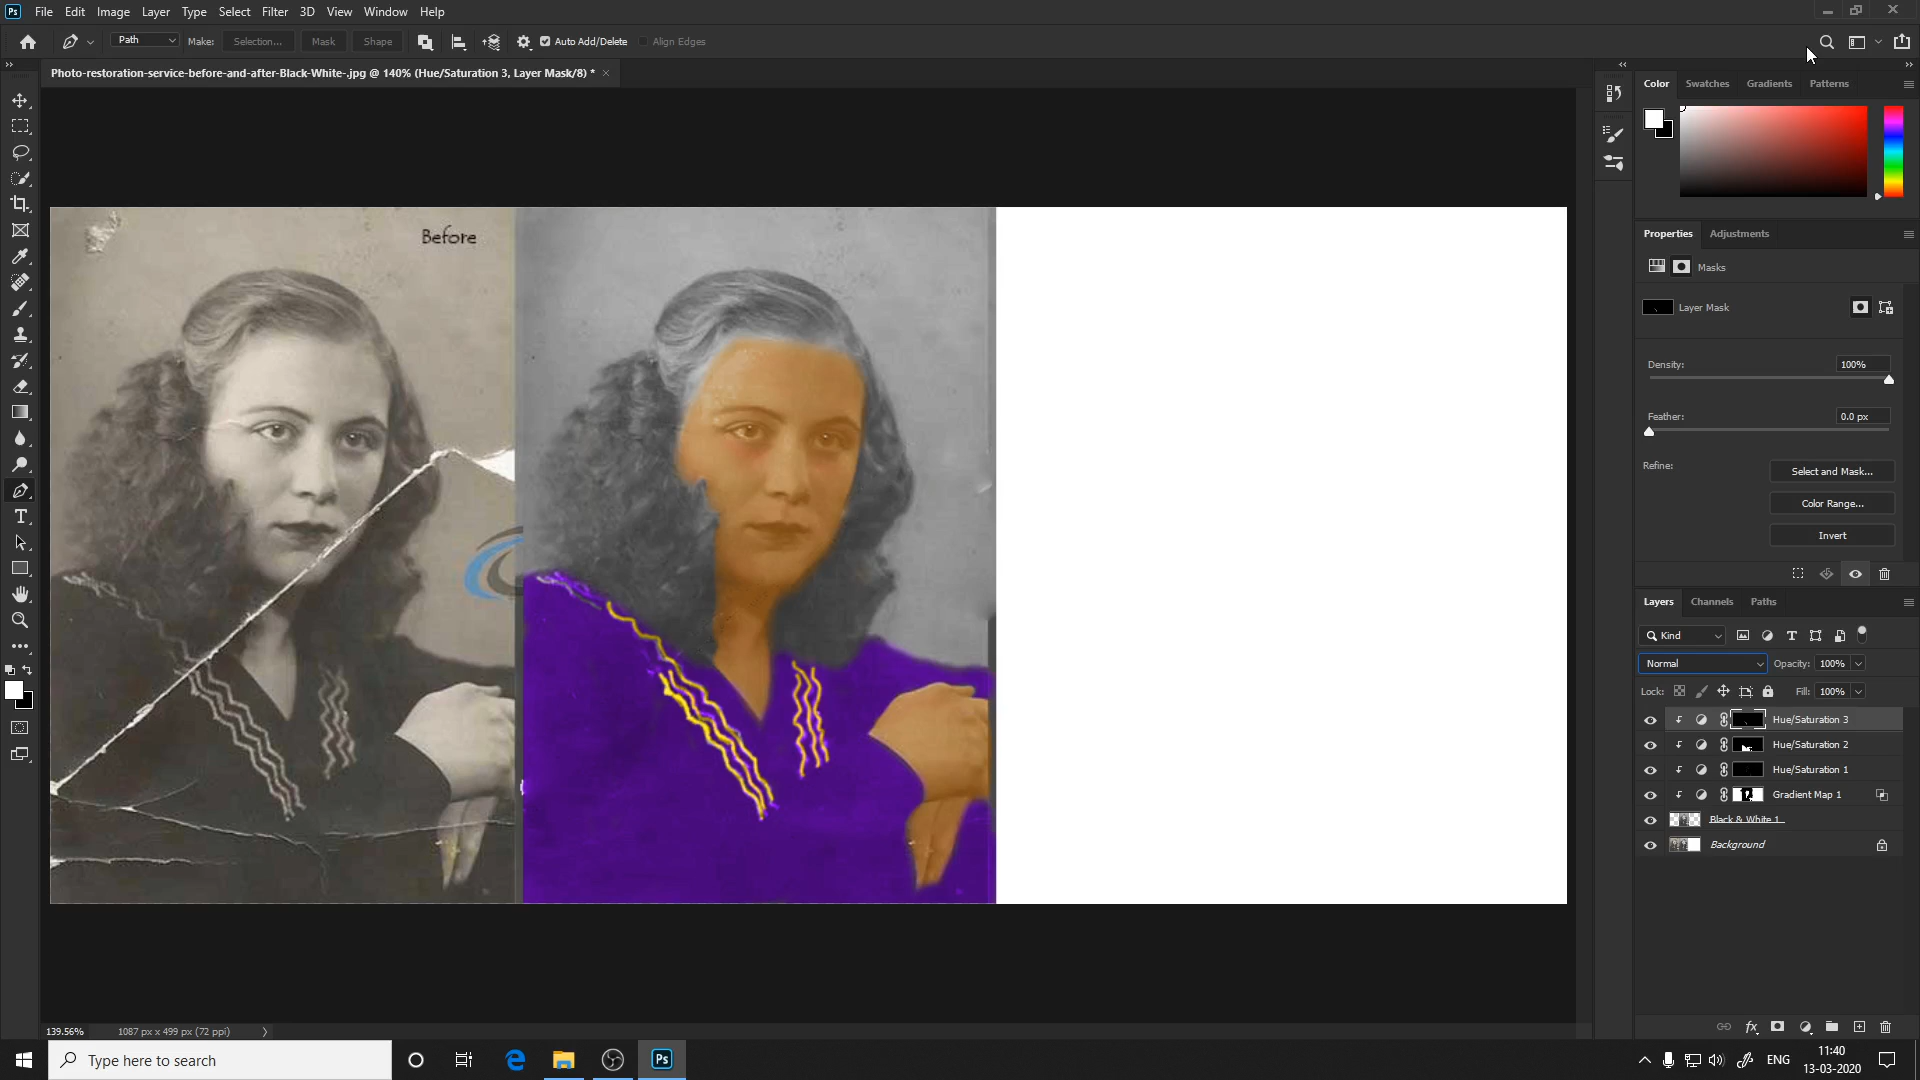 Ps File Edit Image Layer Type Select Filter 3D View Window Help
Path Make: Selection... Mask Shape Auto Add/Delete Align Edges
Photo-restoration-service-before-and-after-Black-White-.jpg @ 140% (Hue/Saturation 3, Layer Mask/8) *
Before
Color Swatches Gradients Patterns
Properties Adjustments
Masks
Layer Mask
Density: 100%
Feather: 0.0 px
Refine: Select and Mask...
Color Range...
Invert
Layers Channels Paths
Kind
Normal Opacity: 100%
Lock: Fill: 100%
Hue/Saturation 3
Hue/Saturation 2
Hue/Saturation 1
Gradient Map 1
Black & White 1
Background
139.56% 1087 px x 499 px (72 ppi)
Type here to search
Ps
ENG
11:40
13-03-2020